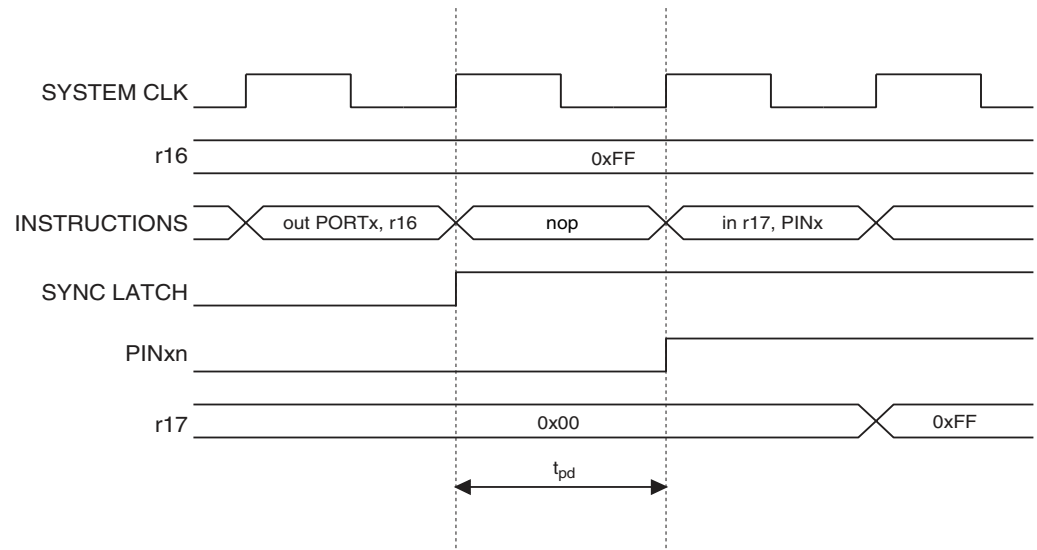 SYSTEM CLK
r16
0xFF
INSTRUCTIONS
out PORTx, r16
nop
in r17, PINx
SYNC LATCH
PINxn
r17
0x00
0xFF
tpd